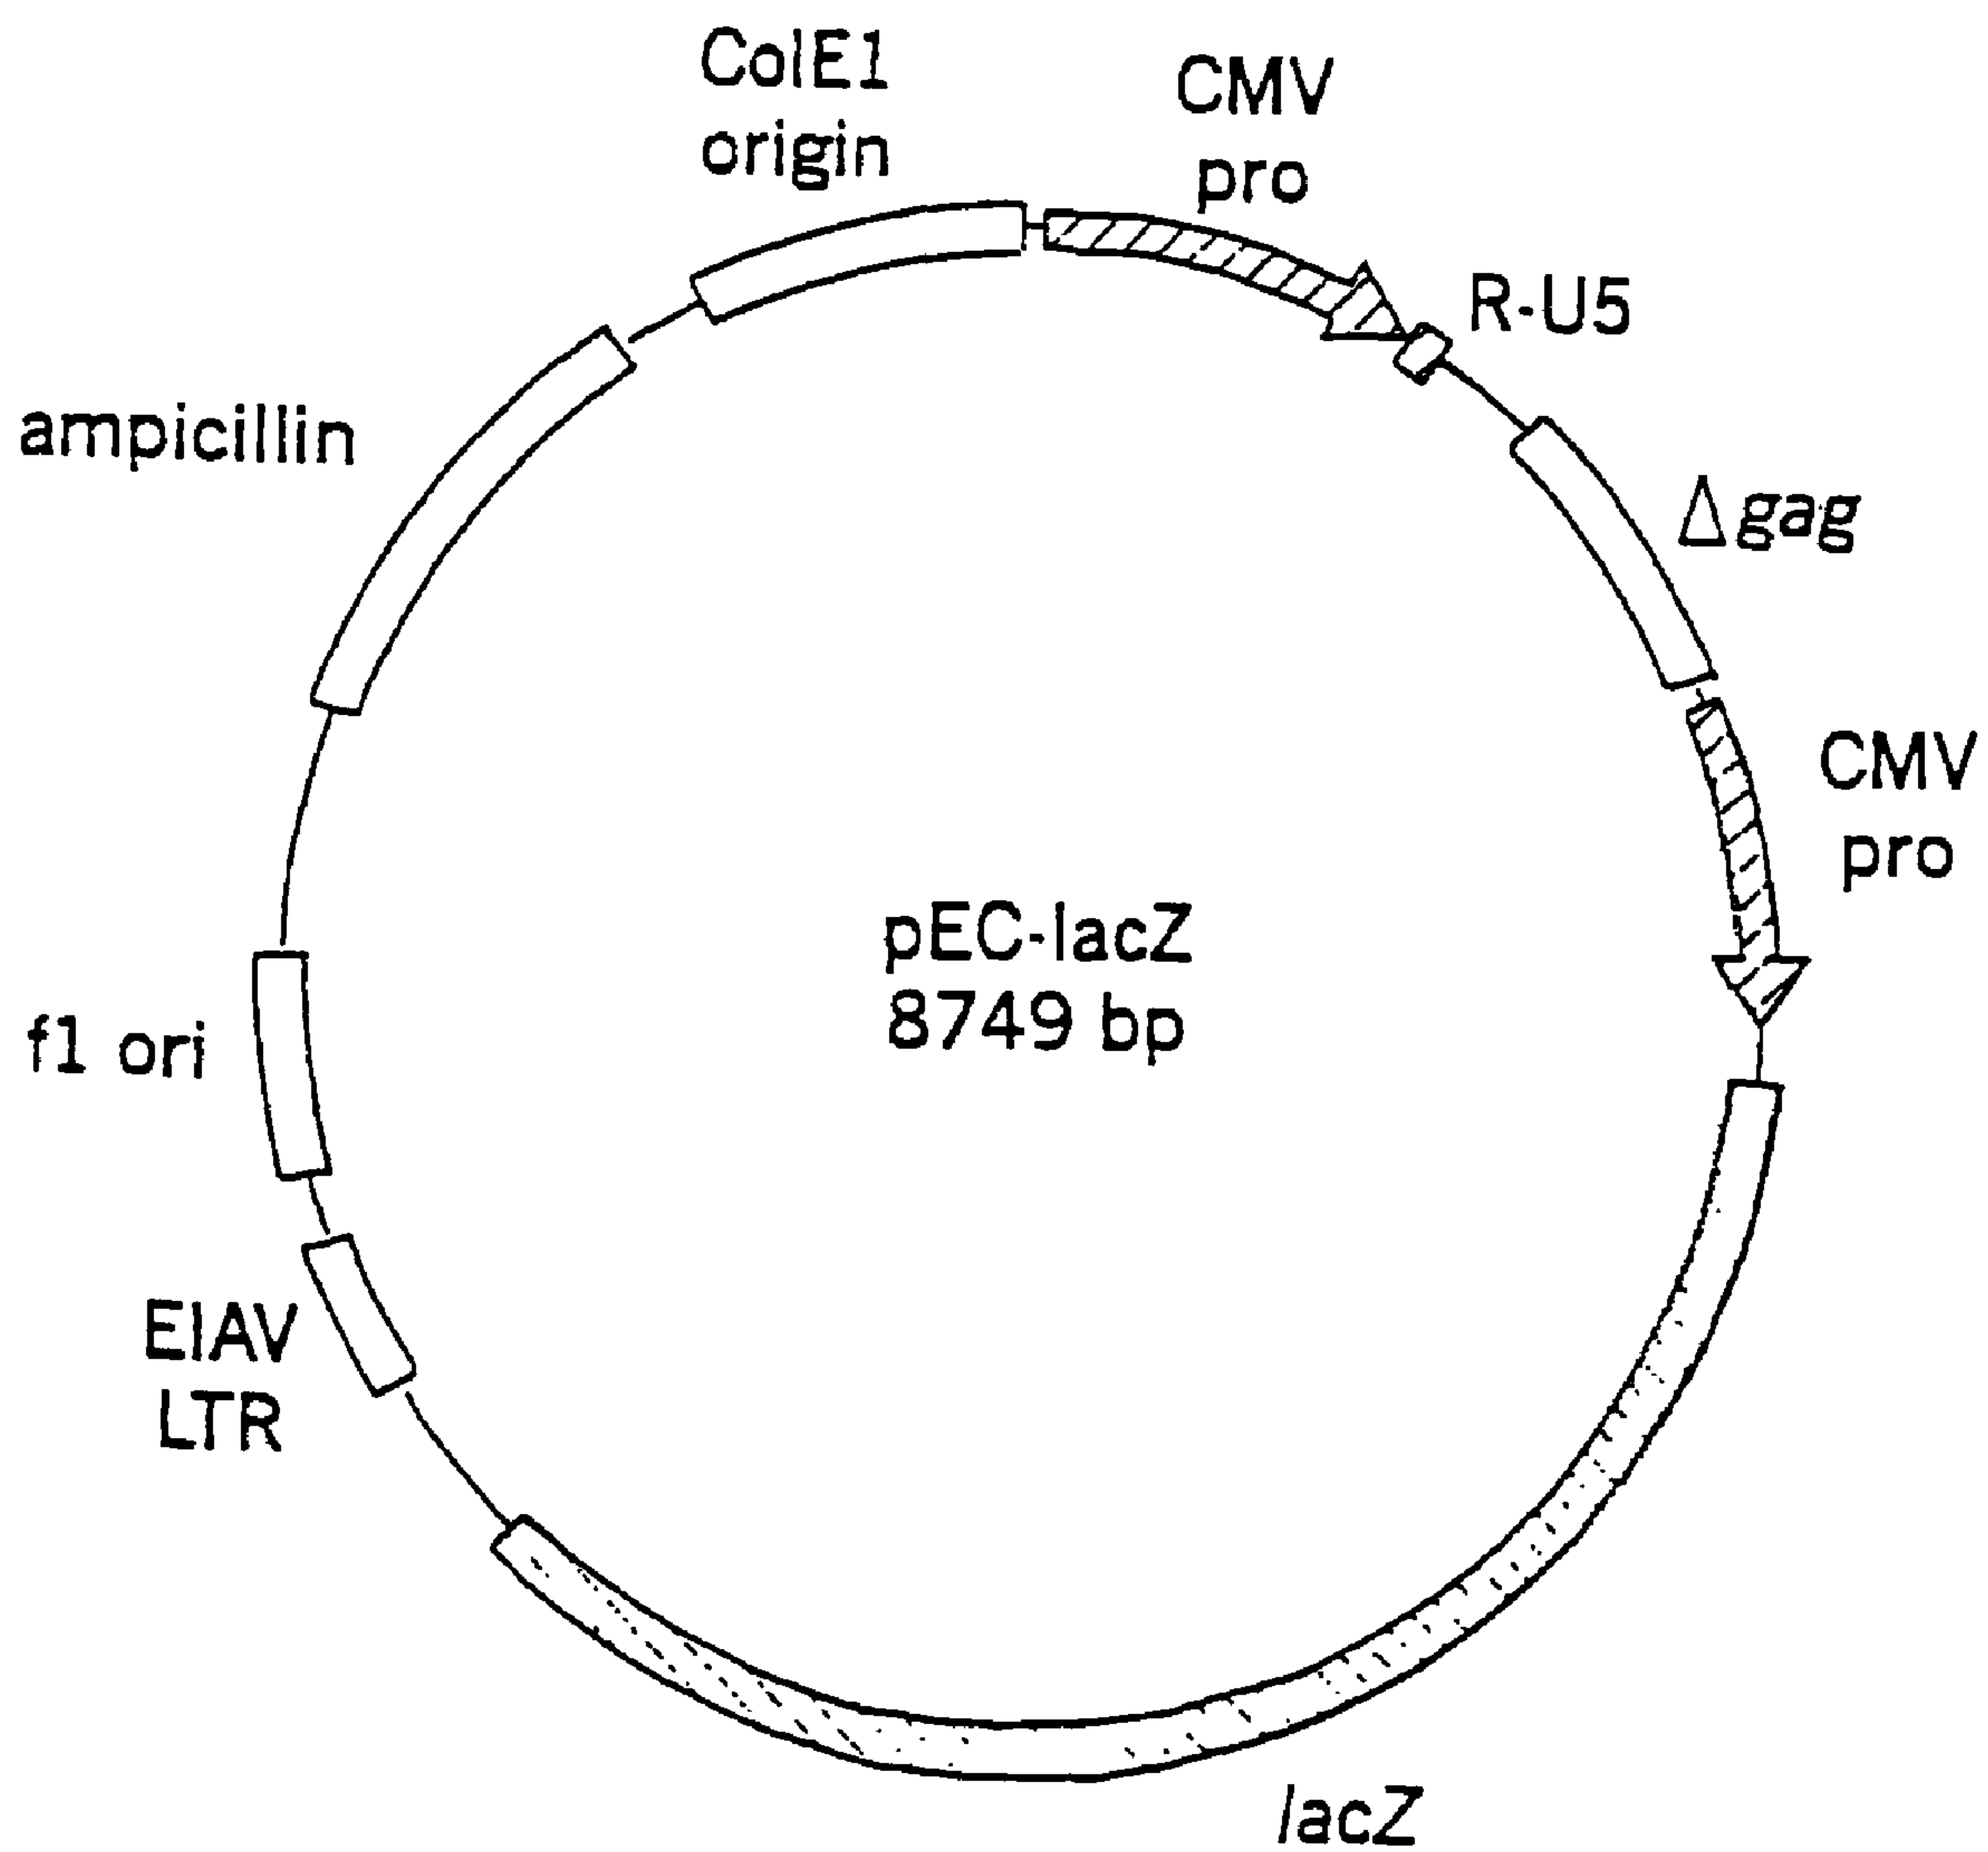 ColE1
origin
CMV
pro
R-U5
Δgag
CMV
pro
lacZ
EIAV
LTR
f1 ori
ampicillin
pEC-lacZ
8749 bp